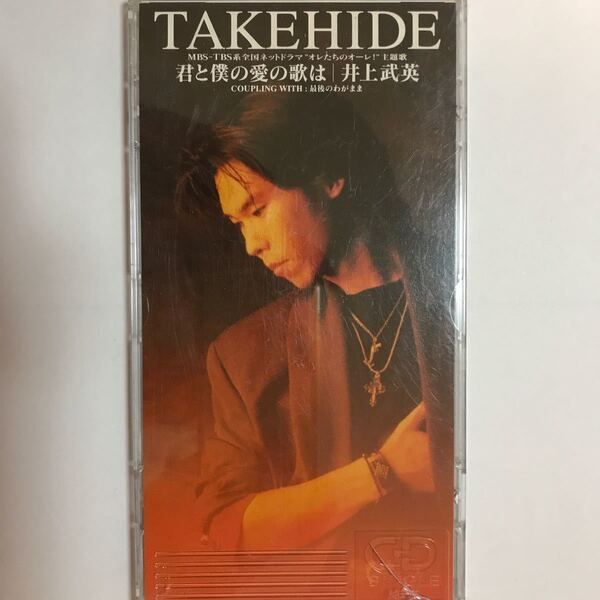 TAKEHIDE
MBS-TBS系全国ネットドラマ"オレたちのオーレ!"主題歌
君と僕の愛の歌は | 井上武英
COUPLING WITH : 最後のわがまま
CD
SINGLE